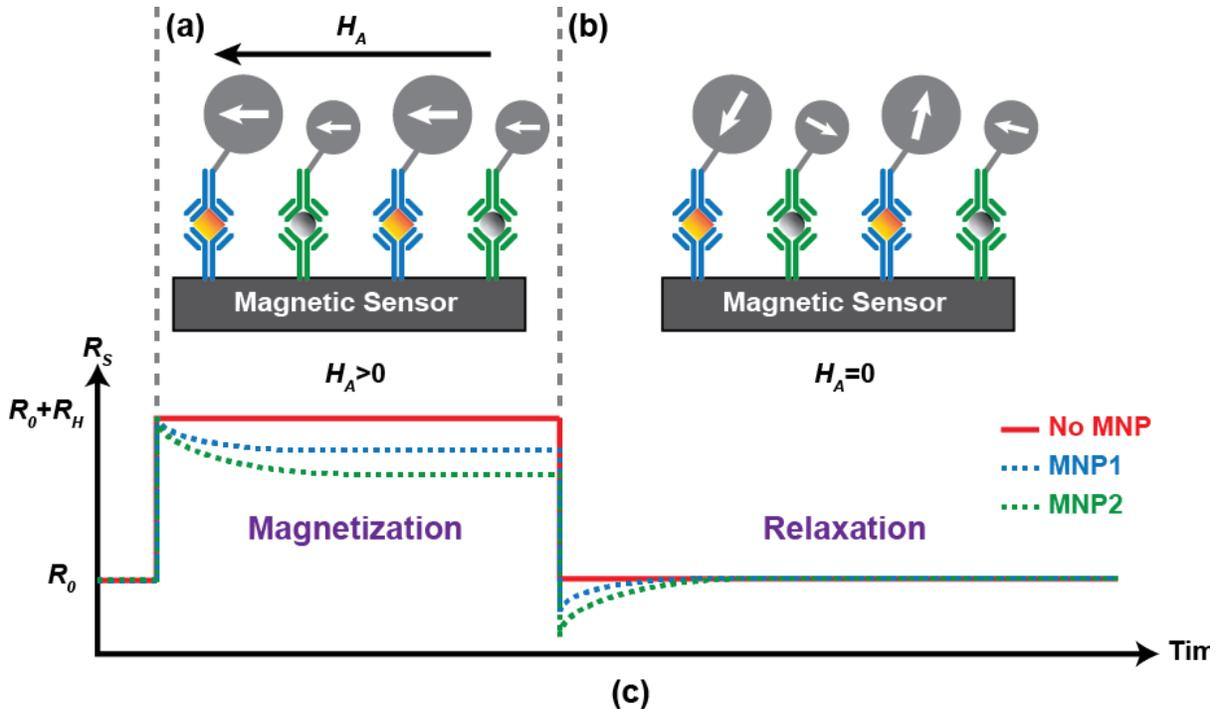 (a)
H_A
(b)
Magnetic Sensor
Magnetic Sensor
R_S
H_A>0
H_A=0
R_0+R_H
No MNP
MNP1
MNP2
Magnetization
Relaxation
R_0
Tim
(c)